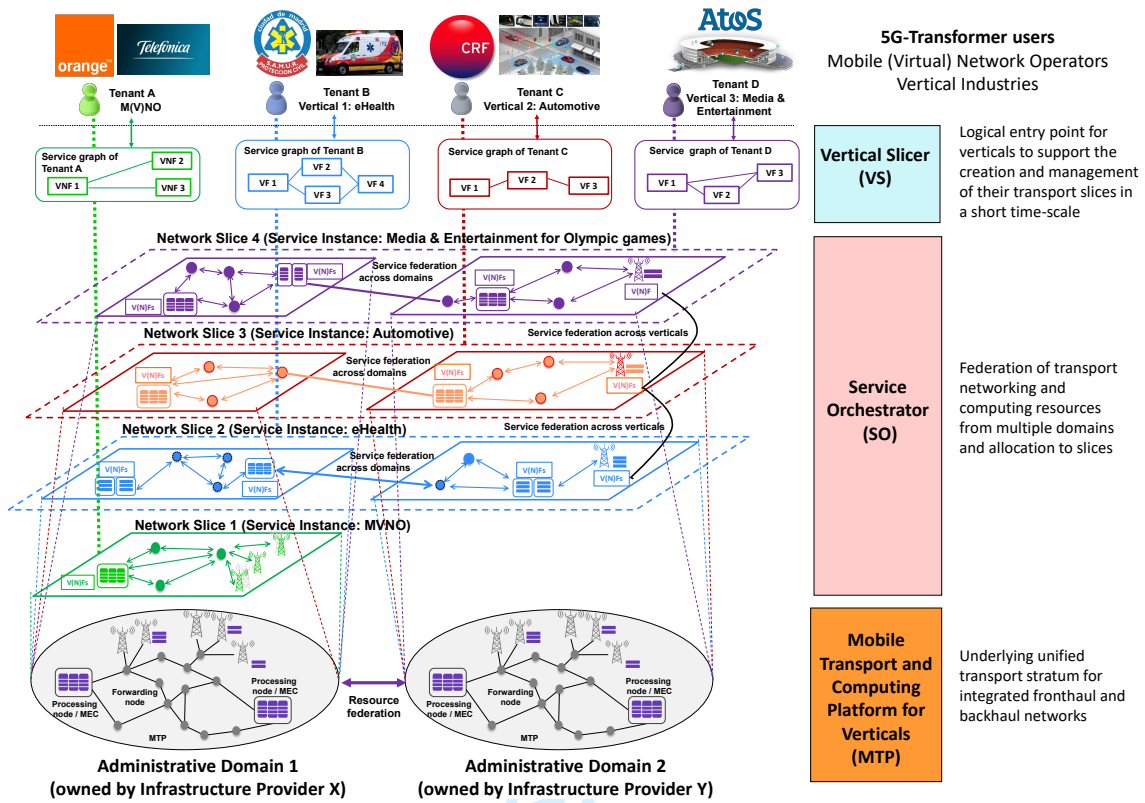 orange™
Telefónica
ciudad de madrid
S.A.M.U.R.
PROTECCION CIVIL
CRF
Atos
5G-Transformer users
Mobile (Virtual) Network Operators
Vertical Industries
Tenant A
M(V)NO
Tenant B
Vertical 1: eHealth
Tenant C
Vertical 2: Automotive
Tenant D
Vertical 3: Media &
Entertainment
Service graph of
Tenant A
VNF 2
VNF 1
VNF 3
Service graph of Tenant B
VF 2
VF 1
VF 4
VF 3
Service graph of Tenant C
VF 2
VF 1
VF 3
Service graph of Tenant D
VF 3
VF 1
VF 2
Vertical Slicer
(VS)
Logical entry point for
verticals to support the
creation and management
of their transport slices in
a short time-scale
Network Slice 4 (Service Instance: Media & Entertainment for Olympic games)
Service federation
across domains
V(N)Fs
V(N)Fs
V(N)Fs
V(N)F
Network Slice 3 (Service Instance: Automotive)
Service federation across verticals
Service federation
across domains
V(N)Fs
V(N)Fs
V(N)Fs
Network Slice 2 (Service Instance: eHealth)
Service federation across verticals
Service federation
across domains
V(N)Fs
V(N)Fs
V(N)Fs
V(N)Fs
Network Slice 1 (Service Instance: MVNO)
V(N)Fs
Service
Orchestrator
(SO)
Federation of transport
networking and
computing resources
from multiple domains
and allocation to slices
Processing
node / MEC
Forwarding
node
Processing
node / MEC
MTP
Resource
federation
Processing
node / MEC
Forwarding
node
Processing
node / MEC
MTP
Mobile
Transport and
Computing
Platform for
Verticals
(MTP)
Underlying unified
transport stratum for
integrated fronthaul and
backhaul networks
Administrative Domain 1
(owned by Infrastructure Provider X)
Administrative Domain 2
(owned by Infrastructure Provider Y)